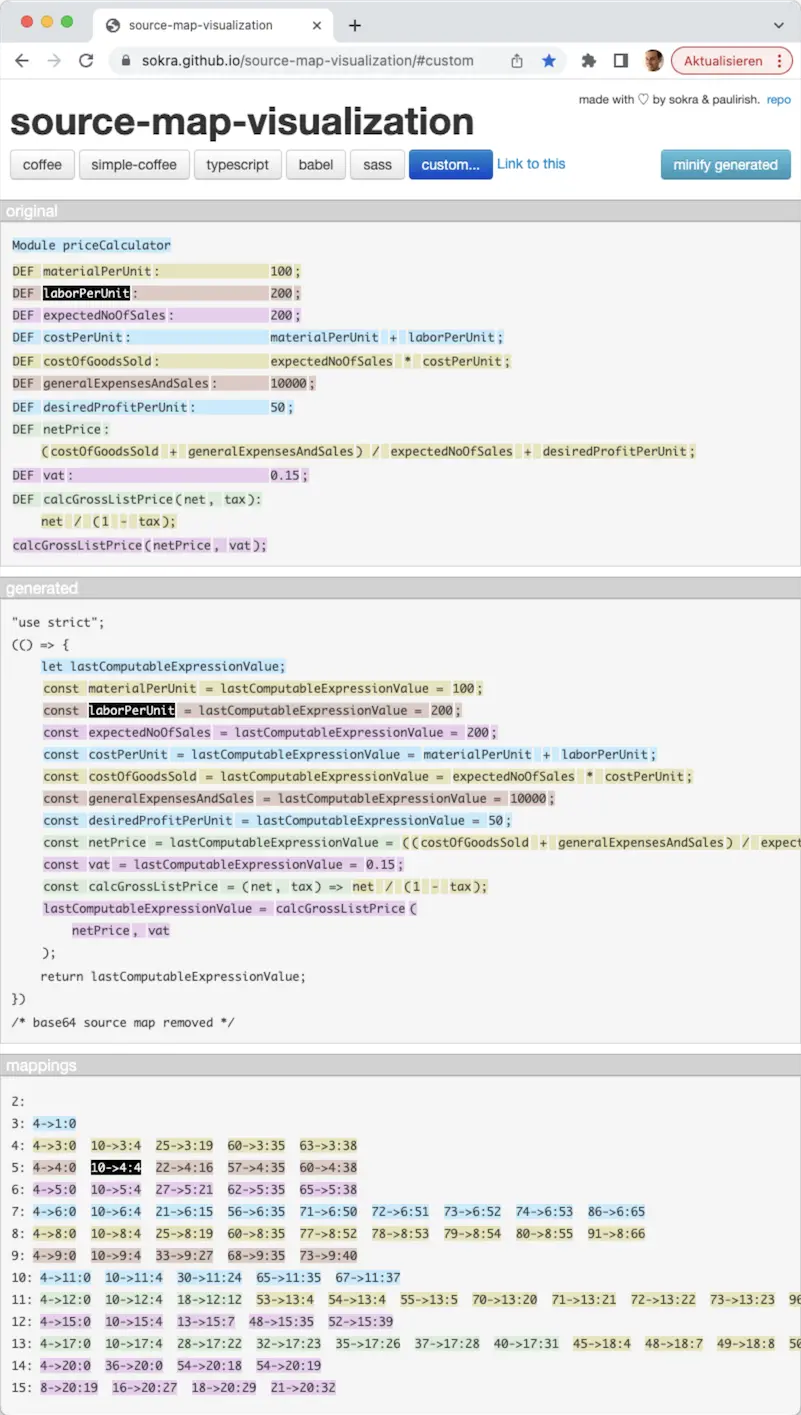 source-map-visualization
sokra.github.io/source-map-visualization/#custom
Aktualisieren
made with ♡ by sokra & paulirish. repo
source-map-visualization
coffee simple-coffee typescript babel sass custom... Link to this minify generated
original
Module priceCalculator
DEF materialPerUnit: 100;
DEF laborPerUnit: 200;
DEF expectedNoOfSales: 200;
DEF costPerUnit: materialPerUnit + laborPerUnit;
DEF costOfGoodsSold: expectedNoOfSales * costPerUnit;
DEF generalExpensesAndSales: 10000;
DEF desiredProfitPerUnit: 50;
DEF netPrice:
(costOfGoodsSold + generalExpensesAndSales) / expectedNoOfSales + desiredProfitPerUnit;
DEF vat: 0.15;
DEF calcGrossListPrice(net, tax):
net / (1 - tax);
calcGrossListPrice(netPrice, vat);
generated
"use strict";
(() => {
let lastComputableExpressionValue;
const materialPerUnit = lastComputableExpressionValue = 100;
const laborPerUnit = lastComputableExpressionValue = 200;
const expectedNoOfSales = lastComputableExpressionValue = 200;
const costPerUnit = lastComputableExpressionValue = materialPerUnit + laborPerUnit;
const costOfGoodsSold = lastComputableExpressionValue = expectedNoOfSales * costPerUnit;
const generalExpensesAndSales = lastComputableExpressionValue = 10000;
const desiredProfitPerUnit = lastComputableExpressionValue = 50;
const netPrice = lastComputableExpressionValue = ((costOfGoodsSold + generalExpensesAndSales) / expect
const vat = lastComputableExpressionValue = 0.15;
const calcGrossListPrice = (net, tax) => net / (1 - tax);
lastComputableExpressionValue = calcGrossListPrice(
netPrice, vat
);
return lastComputableExpressionValue;
})
/* base64 source map removed */
mappings
2:
3: 4->1:0
4: 4->3:0 10->3:4 25->3:19 60->3:35 63->3:38
5: 4->4:0 10->4:4 22->4:16 57->4:35 60->4:38
6: 4->5:0 10->5:4 27->5:21 62->5:35 65->5:38
7: 4->6:0 10->6:4 21->6:15 56->6:35 71->6:50 72->6:51 73->6:52 74->6:53 86->6:65
8: 4->8:0 10->8:4 25->8:19 60->8:35 77->8:52 78->8:53 79->8:54 80->8:55 91->8:66
9: 4->9:0 10->9:4 33->9:27 68->9:35 73->9:40
10: 4->11:0 10->11:4 30->11:24 65->11:35 67->11:37
11: 4->12:0 10->12:4 18->12:12 53->13:4 54->13:4 55->13:5 70->13:20 71->13:21 72->13:22 73->13:23 96
12: 4->15:0 10->15:4 13->15:7 48->15:35 52->15:39
13: 4->17:0 10->17:4 28->17:22 32->17:23 35->17:26 37->17:28 40->17:31 45->18:4 48->18:7 49->18:8 50
14: 4->20:0 36->20:0 54->20:18 54->20:19
15: 8->20:19 16->20:27 18->20:29 21->20:32